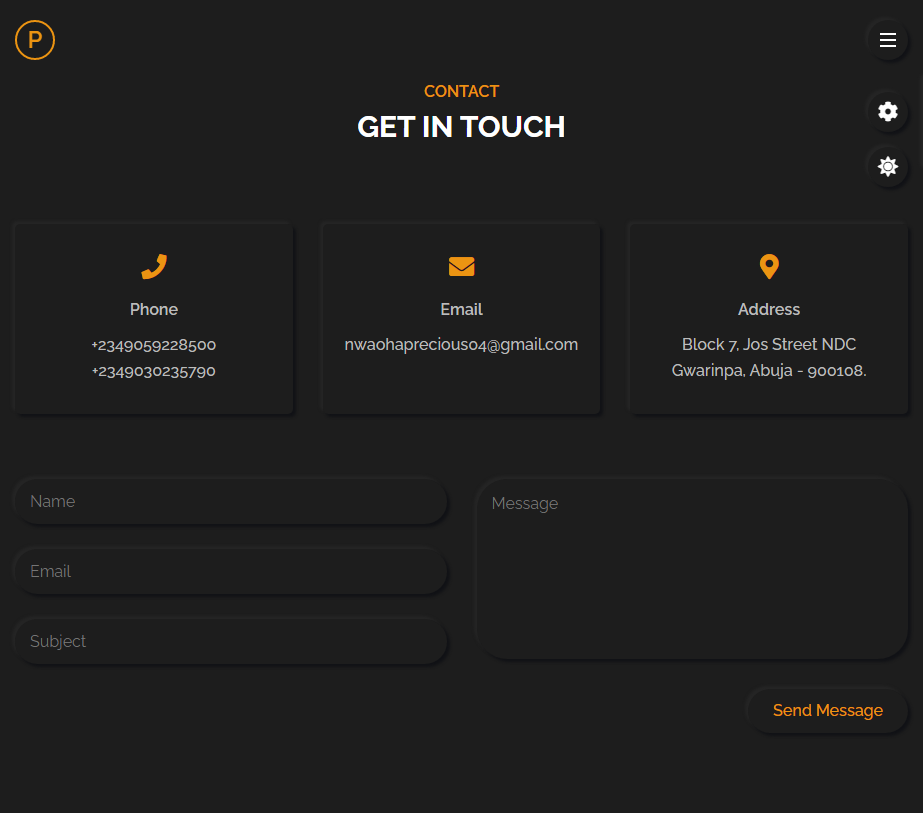 P
CONTACT
GET IN TOUCH
Phone
+2349059228500
+2349030235790
Email
nwaohaprecious04@gmail.com
Address
Block 7, Jos Street NDC
Gwarinpa, Abuja - 900108.
Name
Email
Subject
Message
Send Message